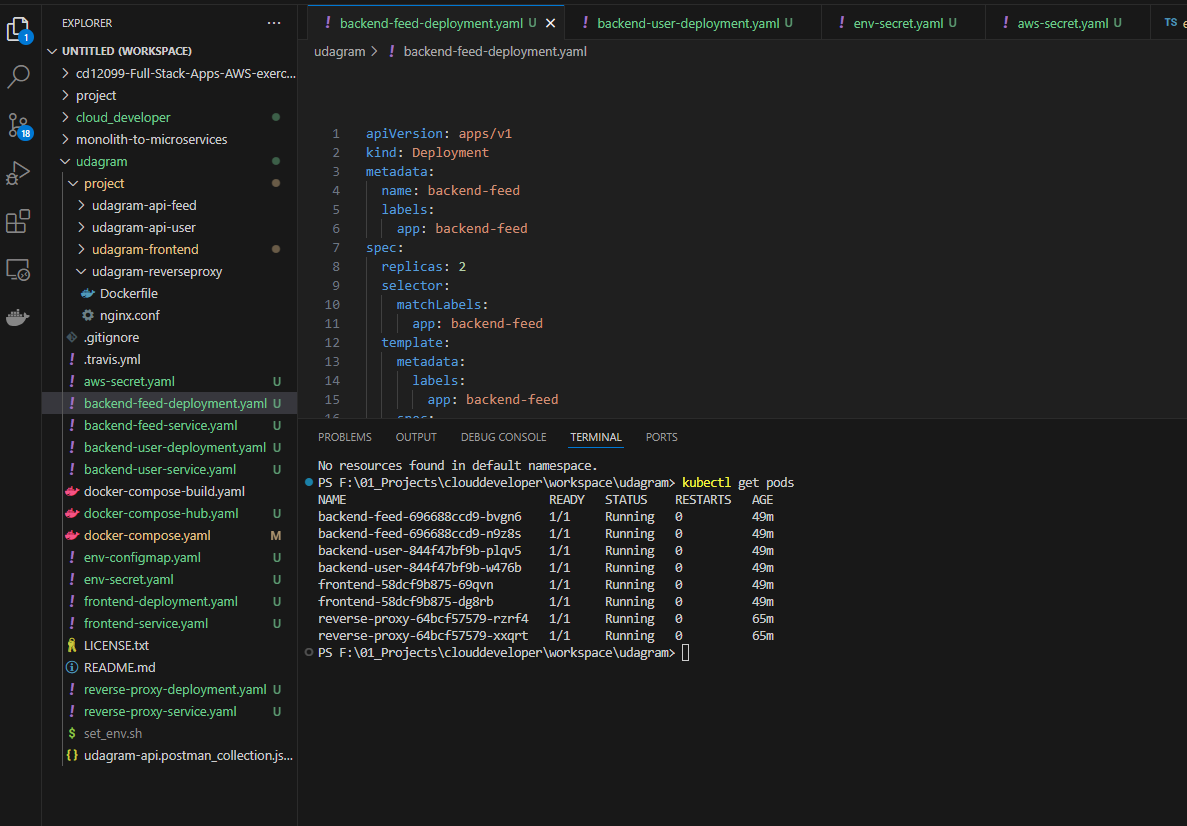 EXPLORER ...
UNTITLED (WORKSPACE)
cd12099-Full-Stack-Apps-AWS-exerc...
project
cloud_developer
monolith-to-microservices
udagram
project
udagram-api-feed
udagram-api-user
udagram-frontend
udagram-reverseproxy
Dockerfile
nginx.conf
.gitignore
! .travis.yml
! aws-secret.yaml U
! backend-feed-deployment.yaml U
! backend-feed-service.yaml U
! backend-user-deployment.yaml U
! backend-user-service.yaml U
docker-compose-build.yaml
docker-compose-hub.yaml U
docker-compose.yaml M
! env-configmap.yaml U
! env-secret.yaml U
! frontend-deployment.yaml U
! frontend-service.yaml U
LICENSE.txt
README.md
! reverse-proxy-deployment.yaml U
! reverse-proxy-service.yaml U
$ set_env.sh
{} udagram-api.postman_collection.js...
1
18
! backend-feed-deployment.yaml U ! backend-user-deployment.yaml U ! env-secret.yaml U ! aws-secret.yaml U TS e
udagram > ! backend-feed-deployment.yaml
1 apiVersion: apps/v1
2 kind: Deployment
3 metadata:
4 name: backend-feed
5 labels:
6 app: backend-feed
7 spec:
8 replicas: 2
9 selector:
10 matchLabels:
11 app: backend-feed
12 template:
13 metadata:
14 labels:
15 app: backend-feed
16 spec:
PROBLEMS OUTPUT DEBUG CONSOLE TERMINAL PORTS
No resources found in default namespace.
PS F:\01_Projects\clouddeveloper\workspace\udagram> kubectl get pods
NAME READY STATUS RESTARTS AGE
backend-feed-696688ccd9-bvgn6 1/1 Running 0 49m
backend-feed-696688ccd9-n9z8s 1/1 Running 0 49m
backend-user-844f47bf9b-plqv5 1/1 Running 0 49m
backend-user-844f47bf9b-w476b 1/1 Running 0 49m
frontend-58dcf9b875-69qvn 1/1 Running 0 49m
frontend-58dcf9b875-dg8rb 1/1 Running 0 49m
reverse-proxy-64bcf57579-rzrf4 1/1 Running 0 65m
reverse-proxy-64bcf57579-xxqrt 1/1 Running 0 65m
PS F:\01_Projects\clouddeveloper\workspace\udagram>